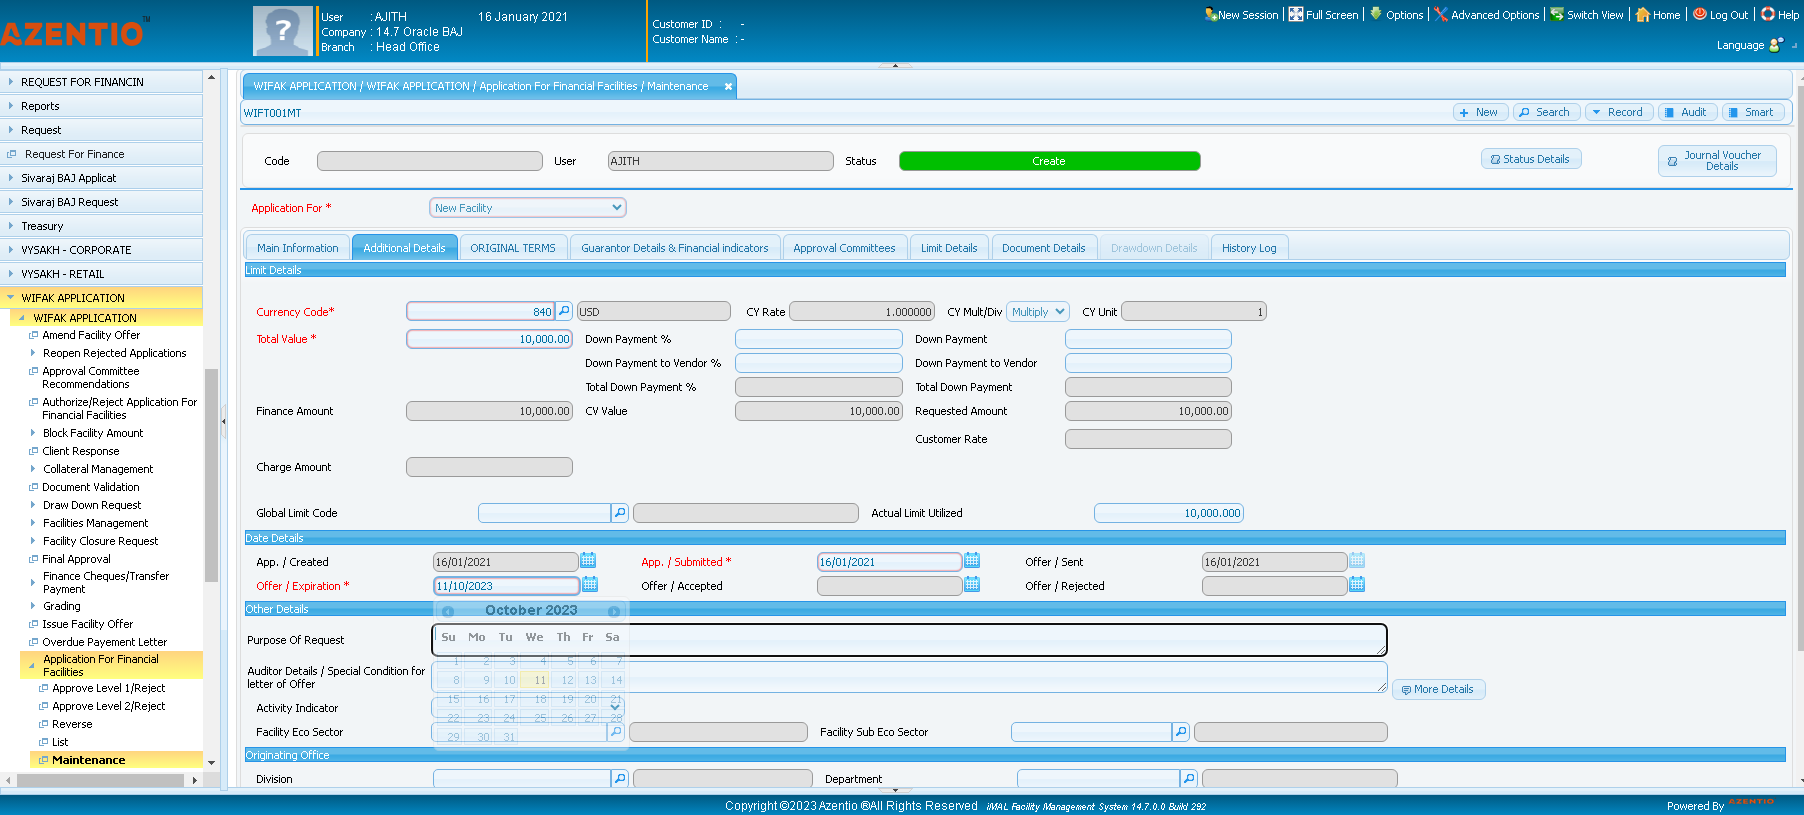 AZENTIO™
User : AJITH 16 January 2021
Company : 14.7 Oracle BAJ
Branch : Head Office
Customer ID : -
Customer Name : -
New Session | Full Screen | Options | Advanced Options | Switch View | Home | Log Out | Help
Language
REQUEST FOR FINANCIN
Reports
Request
Request For Finance
Sivaraj BAJ Applicat
Sivaraj BAJ Request
Treasury
VYSAKH - CORPORATE
VYSAKH - RETAIL
WIFAK APPLICATION
WIFAK APPLICATION
Amend Facility Offer
Reopen Rejected Applications
Approval Committee
Recommendations
Authorize/Reject Application For
Financial Facilities
Block Facility Amount
Client Response
Collateral Management
Document Validation
Draw Down Request
Facilities Management
Facility Closure Request
Final Approval
Finance Cheques/Transfer
Payment
Grading
Issue Facility Offer
Overdue Payement Letter
Application For Financial
Facilities
Approve Level 1/Reject
Approve Level 2/Reject
Reverse
List
Maintenance
WIFAK APPLICATION / WIFAK APPLICATION / Application For Financial Facilities / Maintenance
WIFT001MT
New Search Record Audit Smart
Code User AJITH Status Create
Status Details
Journal Voucher
Details
Application For * New Facility
Main Information Additional Details ORIGINAL TERMS Guarantor Details & Financial indicators Approval Committees Limit Details Document Details Drawdown Details History Log
Limit Details
Currency Code* 840 USD CY Rate 1.000000 CY Mult/Div Multiply CY Unit 1
Total Value * 10,000.00 Down Payment % Down Payment
Down Payment to Vendor % Down Payment to Vendor
Total Down Payment % Total Down Payment
Finance Amount 10,000.00 CV Value 10,000.00 Requested Amount 10,000.00
Customer Rate
Charge Amount
Global Limit Code Actual Limit Utilized 10,000.000
Date Details
App. / Created 16/01/2021 App. / Submitted * 16/01/2021 Offer / Sent 16/01/2021
Offer / Expiration * 11/10/2023 Offer / Accepted Offer / Rejected
Other Details
October 2023
Su Mo Tu We Th Fr Sa
1 2 3 4 5 6 7
8 9 10 11 12 13 14
15 16 17 18 19 20 21
22 23 24 25 26 27 28
29 30 31
Purpose Of Request
Auditor Details / Special Condition for
letter of Offer
More Details
Activity Indicator
Facility Eco Sector Facility Sub Eco Sector
Originating Office
Division Department
Copyright ©2023 Azentio ®All Rights Reserved iMAL Facility Management System 14.7.0.0 Build 292
Powered By AZENTIO